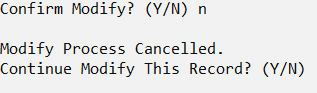 Confirm Modify? (Y/N) n
Modify Process Cancelled.
Continue Modify This Record? (Y/N)